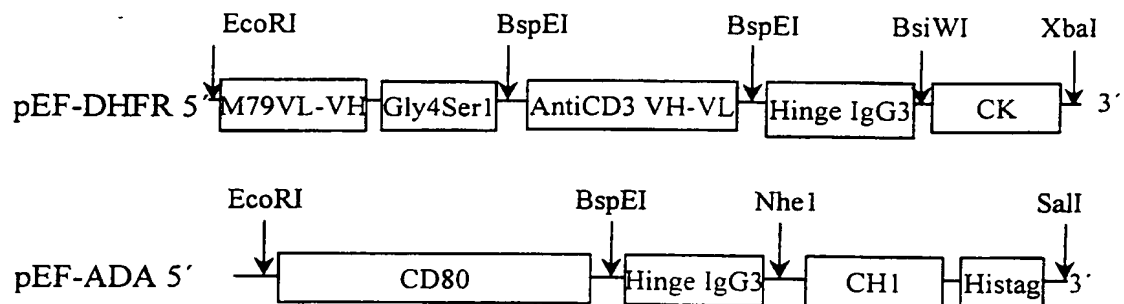 EcoRI BspEI BspEI BsiWI XbaI
pEF-DHFR 5´ M79VL-VH Gly4Ser1 AntiCD3 VH-VL Hinge IgG3 CK 3´
EcoRI BspEI Nhe1 SalI
pEF-ADA 5´ CD80 Hinge IgG3 CH1 Histag 3´